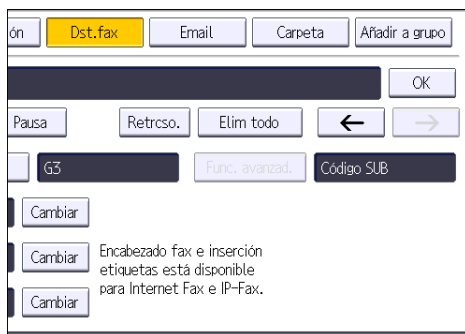 ón Dst.fax Email Carpeta Añadir a grupo
OK
Pausa Retrcso. Elim todo ← →
G3 Func. avanzad. Código SUB
Cambiar
Cambiar Encabezado fax e inserción
etiquetas está disponible
para Internet Fax e IP-Fax.
Cambiar